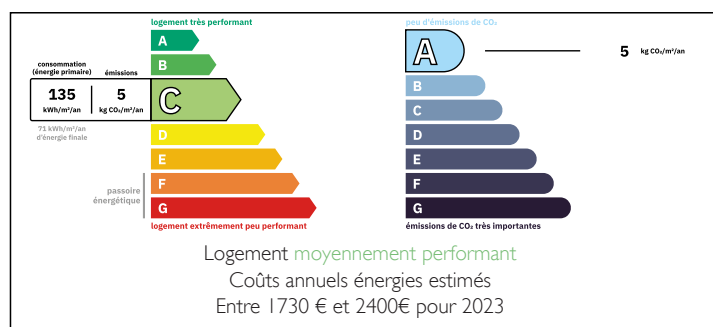 logement très performant
A
B
consommation
(énergie primaire)
émissions
135
kWh/m²/an
5
kg CO₂/m²/an
C
71 kWh/m²/an
d'énergie finale
D
E
F
G
passoire
énergétique
logement extrêmement peu performant
peu d'émissions de CO₂
A
5 kg CO₂/m²/an
B
C
D
E
F
G
émissions de CO₂ très importantes
Logement moyennement performant
Coûts annuels énergies estimés
Entre 1730 € et 2400€ pour 2023